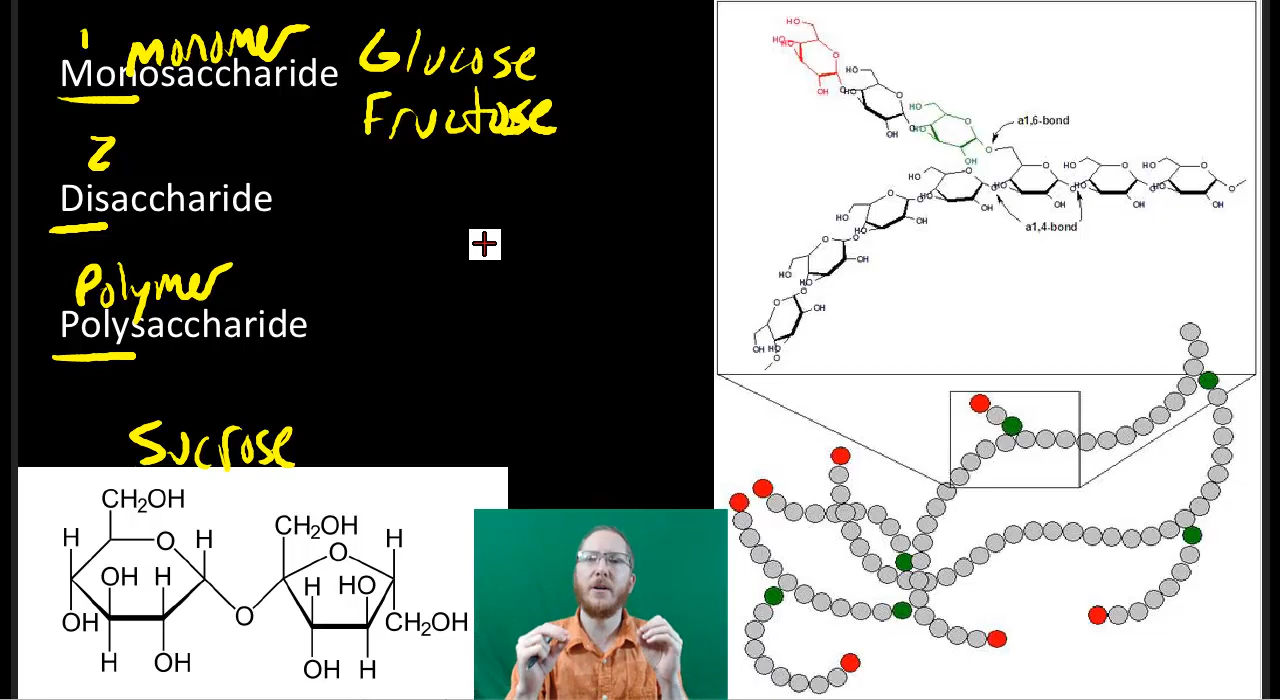 1 monomer
Monosaccharide
Glucose
Fructose
2
Disaccharide
Polymer
Polysaccharide
Sucrose
CH₂OH
H
O
H
OH
H
OH
H
OH
O
CH₂OH
O
H
H
HO
CH₂OH
OH
H
a1,6-bond
a1,4-bond